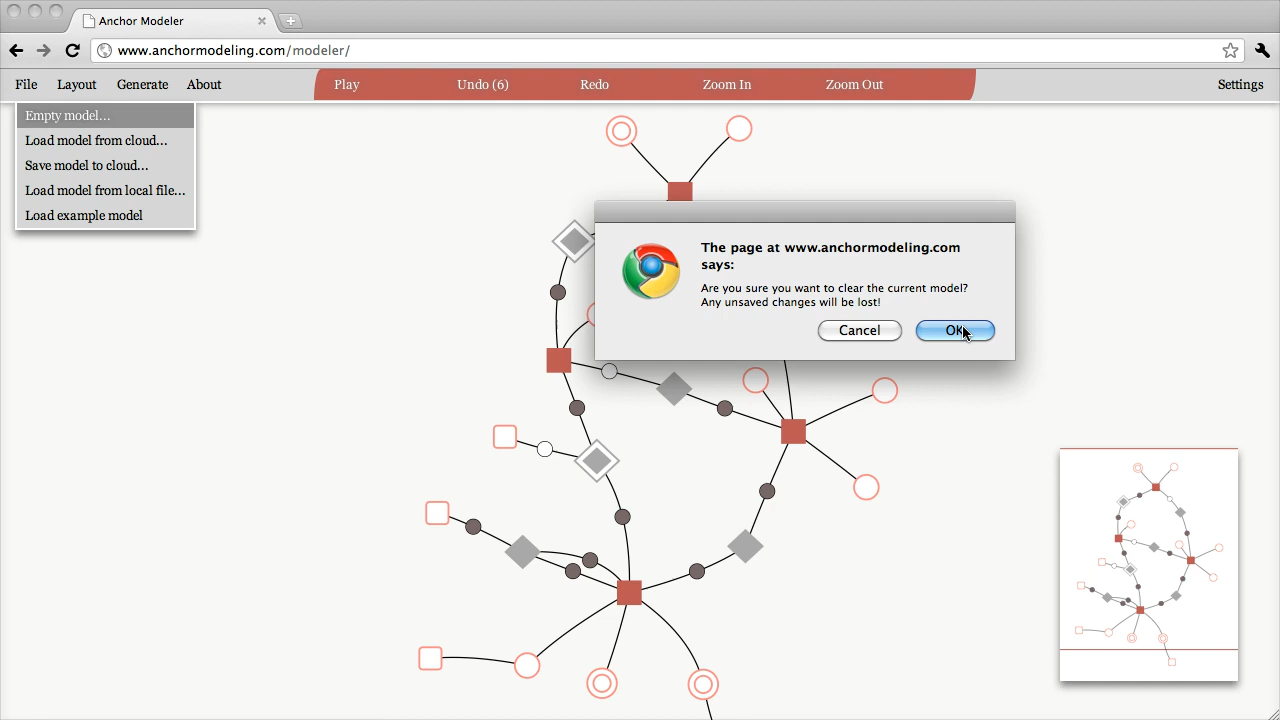 Anchor Modeler
www.anchormodeling.com/modeler/
File Layout Generate About Play Undo (6) Redo Zoom In Zoom Out Settings
Empty model...
Load model from cloud...
Save model to cloud...
Load model from local file...
Load example model
The page at www.anchormodeling.com
says:
Are you sure you want to clear the current model?
Any unsaved changes will be lost!
Cancel OK